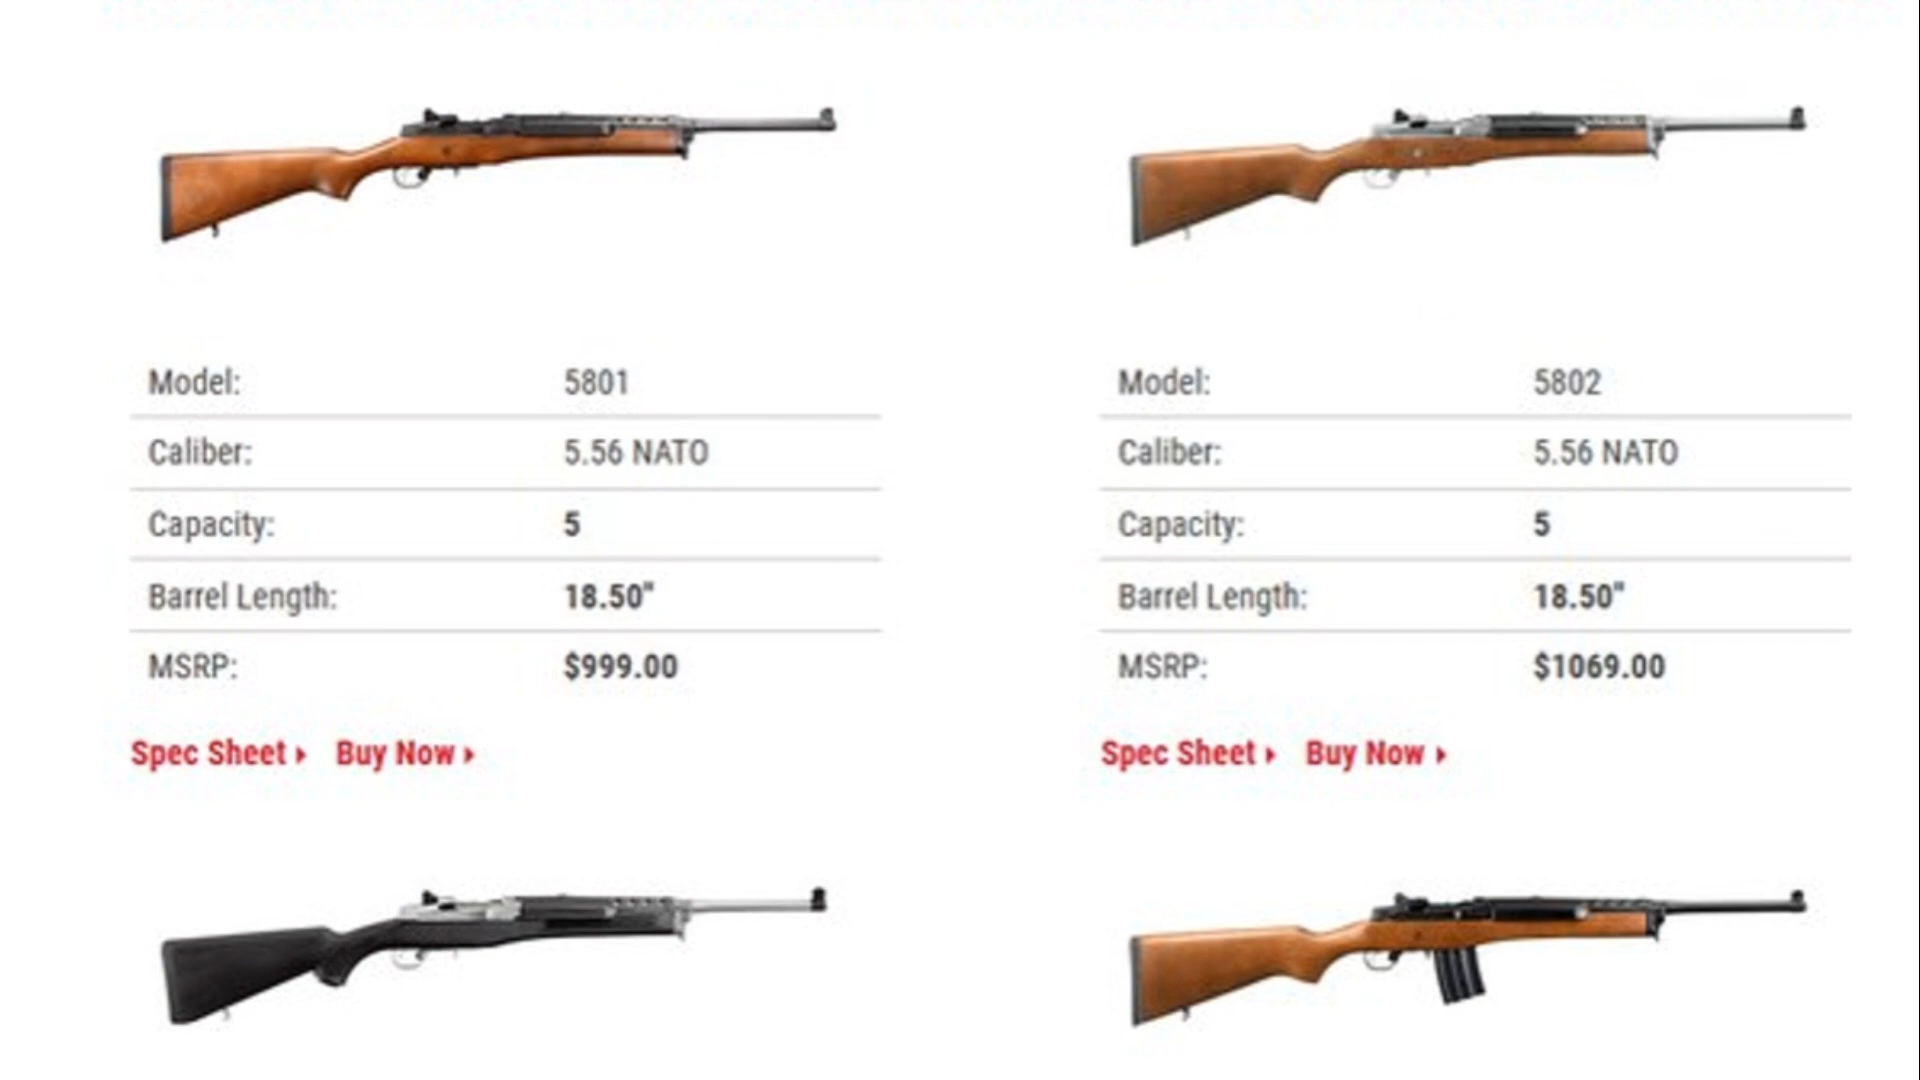 Model: 5801
Caliber: 5.56 NATO
Capacity: 5
Barrel Length: 18.50"
MSRP: $999.00
Spec Sheet Buy Now
Model: 5802
Caliber: 5.56 NATO
Capacity: 5
Barrel Length: 18.50"
MSRP: $1069.00
Spec Sheet Buy Now